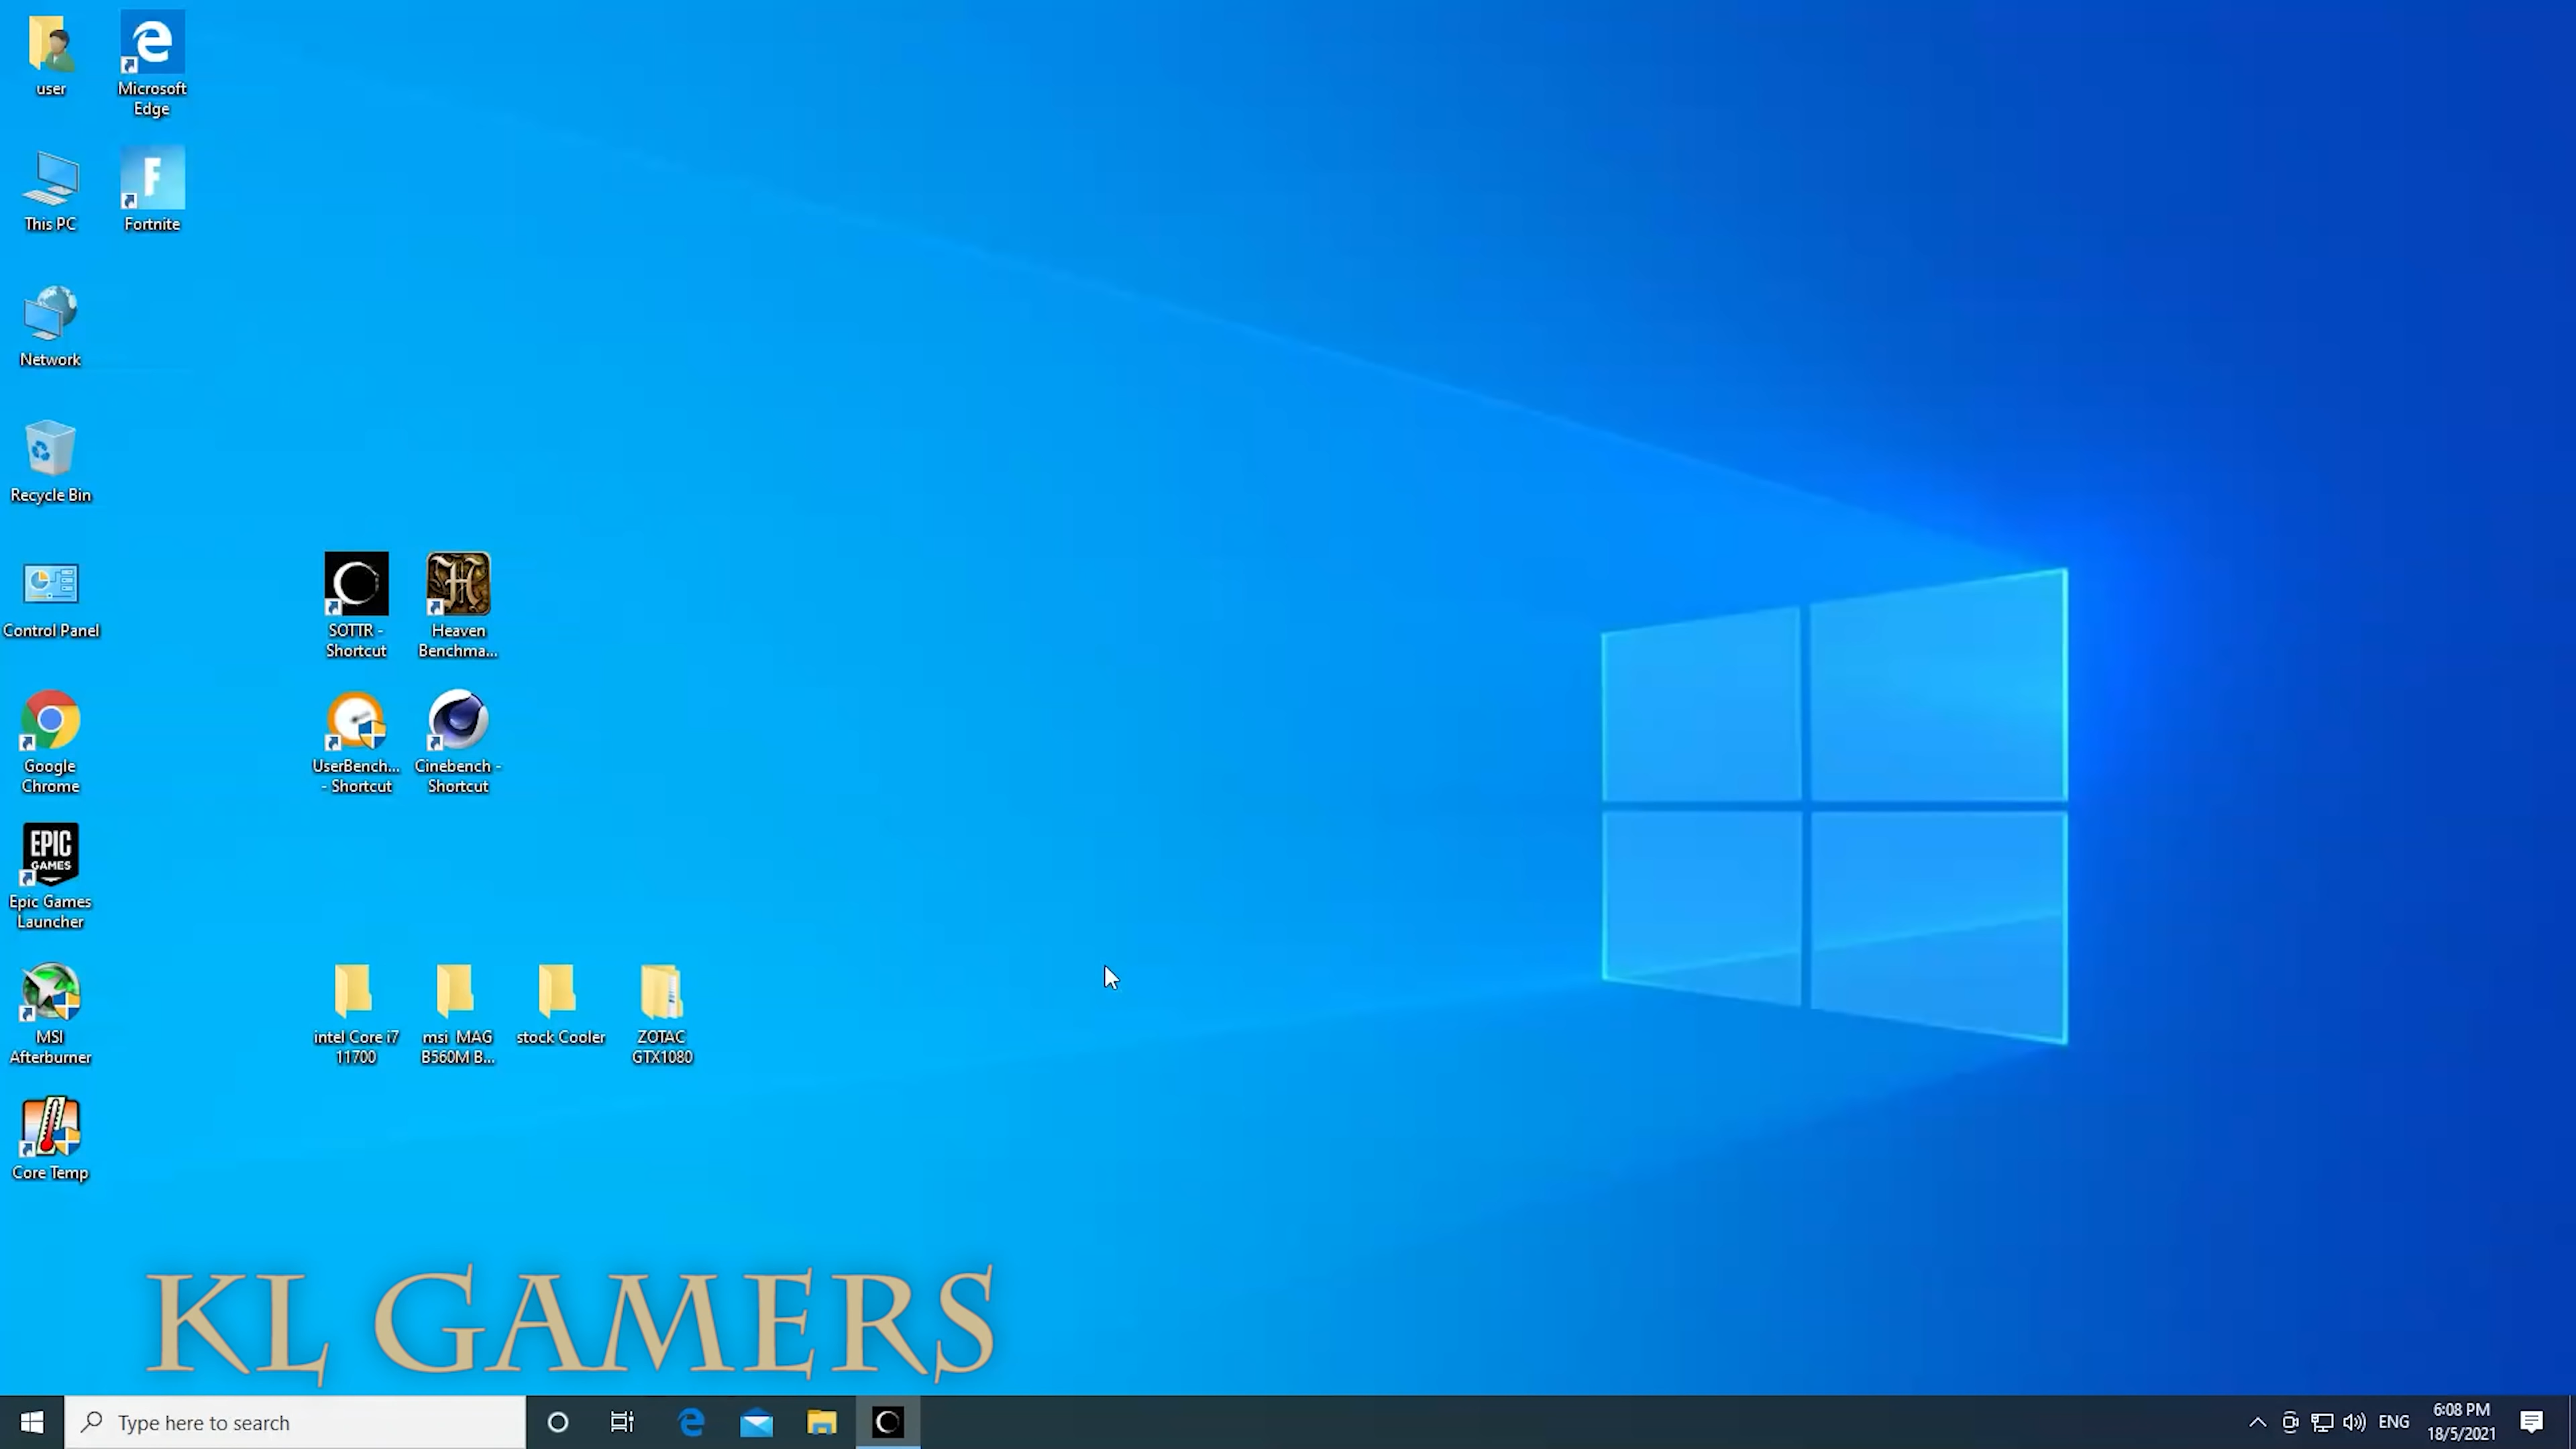 user
Microsoft
Edge
This PC
F
Fortnite
Network
Recycle Bin
Control Panel
SOTTR -
Shortcut
H
Heaven
Benchma...
Google
Chrome
UserBench...
- Shortcut
Cinebench -
Shortcut
EPIC
GAMES
Epic Games
Launcher
MSI
Afterburner
intel Core i7
11700
msi MAG
B560M B...
stock Cooler
ZOTAC
GTX1080
Core Temp
KL GAMERS
Type here to search
ENG
6:08 PM
18/5/2021